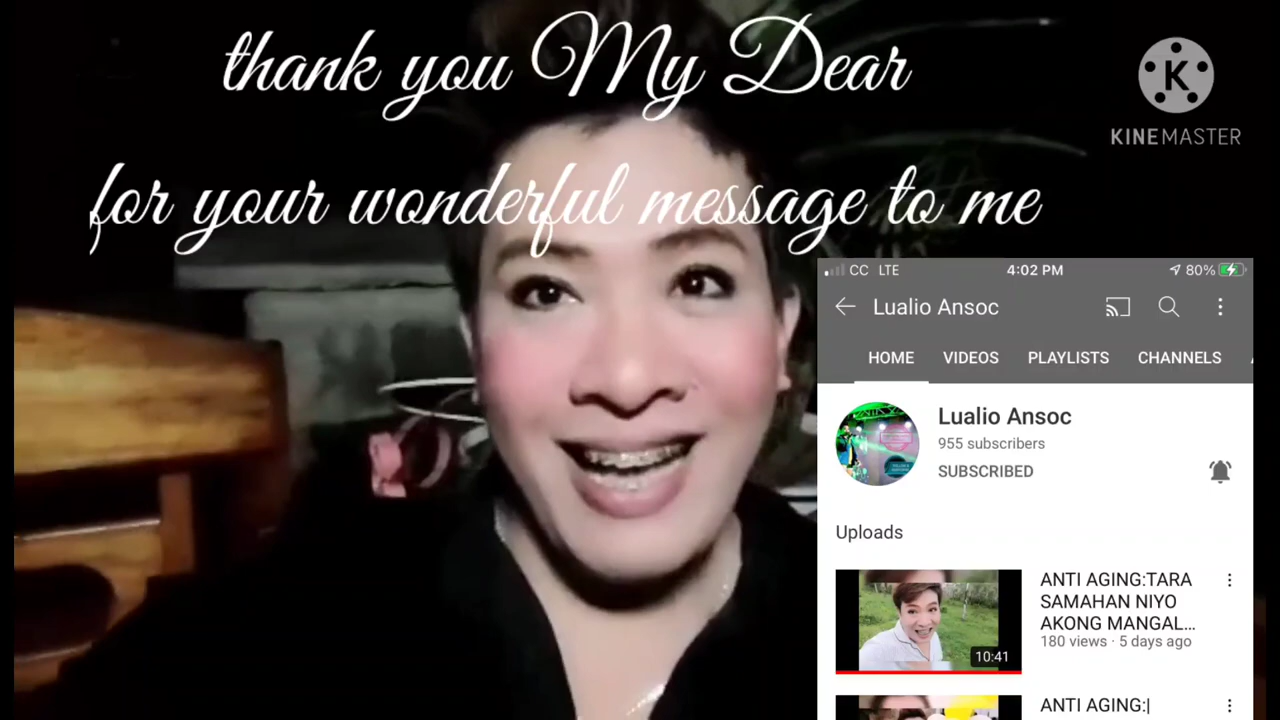 thank you My Dear
for your wonderful message to me
K
KINEMASTER
CC LTE 4:02 PM 80%
Lualio Ansoc
HOME VIDEOS PLAYLISTS CHANNELS
Lualio Ansoc
955 subscribers
SUBSCRIBED
Uploads
ANTI AGING:TARA
SAMAHAN NIYO
AKONG MANGAL...
180 views · 5 days ago
10:41
ANTI AGING:|